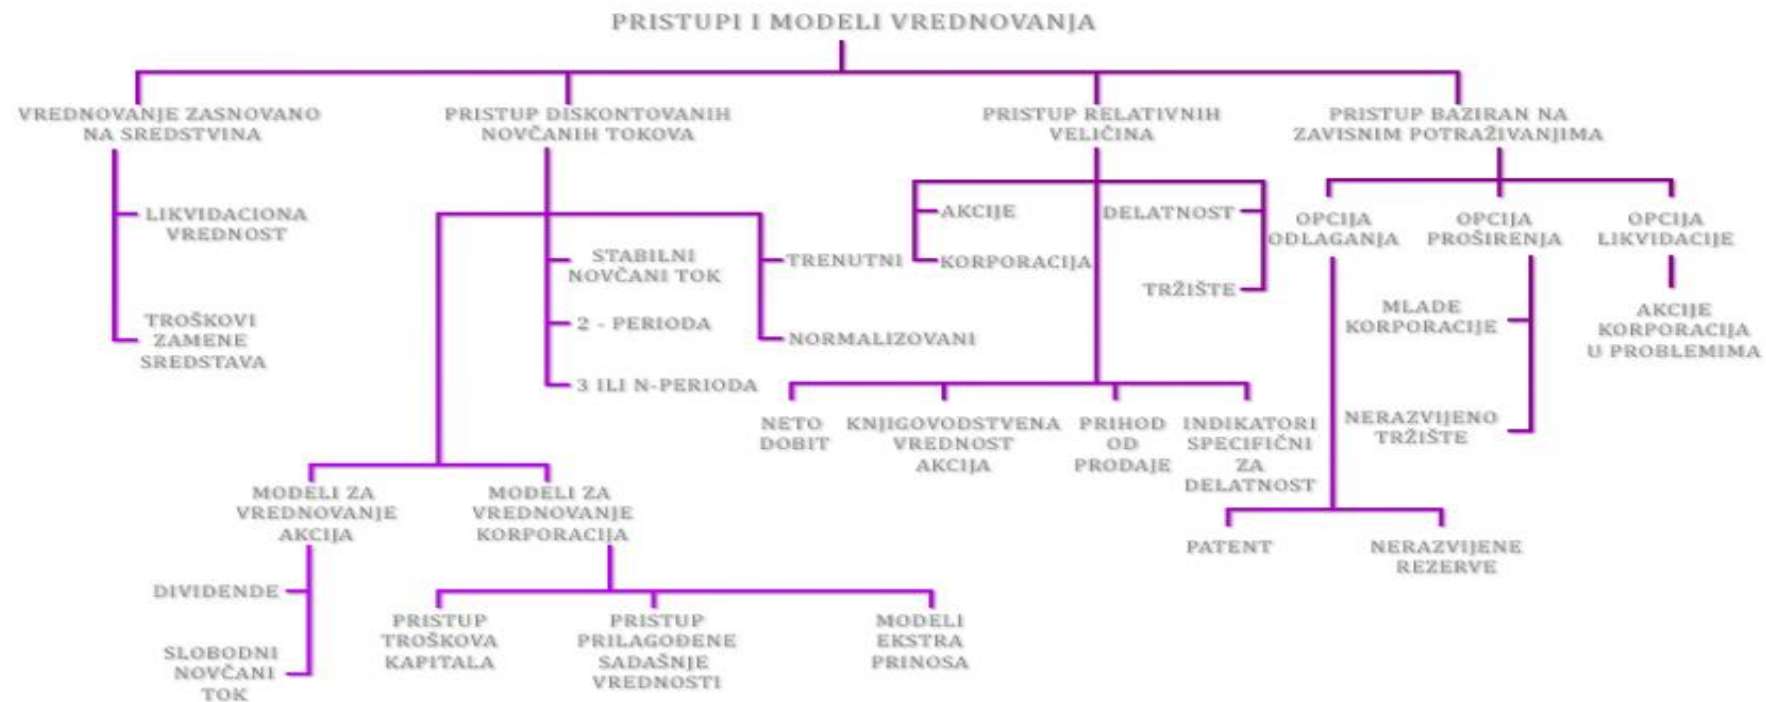 PRISTUPI I MODELI VREDNOVANJA
VREDNOVANJE ZASNOVANO
NA SREDSTVINA
LIKVIDACIONA
VREDNOST
TROŠKOVI
ZAMENE
SREDSTAVA
PRISTUP DISKONTOVANIH
NOVČANIH TOKOVA
STABILNI
NOVČANI TOK
2 - PERIODA
3 ILI N-PERIODA
TRENUTNI
NORMALIZOVANI
MODELI ZA
VREDNOVANJE
AKCIJA
DIVIDENDE
SLOBODNI
NOVČANI
TOK
MODELI ZA
VREDNOVANJE
KORPORACIJA
PRISTUP
TROŠKOVA
KAPITALA
PRISTUP
PRILAGOĐENE
SADAŠNJE
VREDNOSTI
MODELI
EKSTRA
PRINOSA
PRISTUP RELATIVNIH
VELIČINA
AKCIJE
KORPORACIJA
DELATNOST
TRŽIŠTE
NETO
DOBIT
KNJIGOVODSTVENA
VREDNOST
AKCIJA
PRIHOD
OD
PRODAJE
INDIKATORI
SPECIFIČNI
ZA
DELATNOST
PRISTUP BAZIRAN NA
ZAVISNIM POTRAŽIVANJIMA
OPCIJA
ODLAGANJA
PATENT
NERAZVIJENE
REZERVE
OPCIJA
PROŠIRENJA
MLADE
KORPORACIJE
NERAZVIJENO
TRŽIŠTE
OPCIJA
LIKVIDACIJE
AKCIJE
KORPORACIJA
U PROBLEMIMA